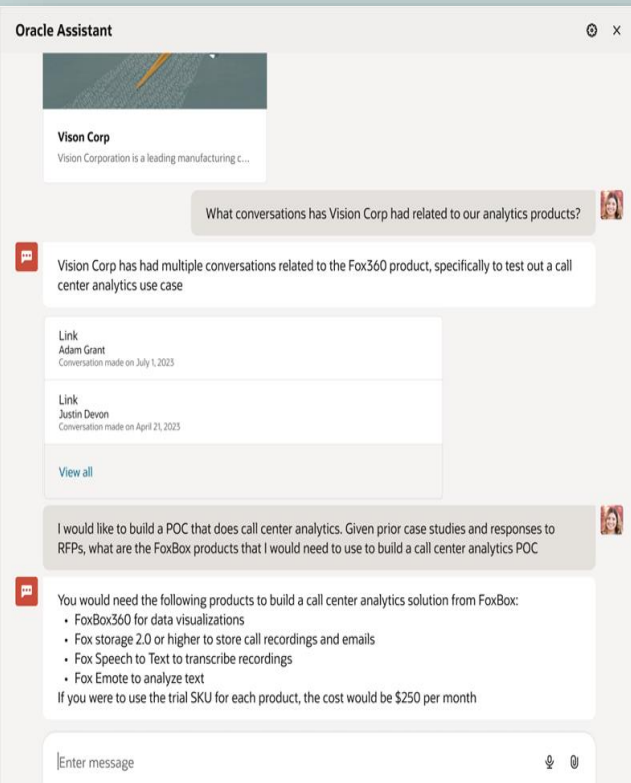 Oracle Assistant
Vison Corp
Vision Corporation is a leading manufacturing c...
What conversations has Vision Corp had related to our analytics products?
Vision Corp has had multiple conversations related to the Fox360 product, specifically to test out a call
center analytics use case
Link
Adam Grant
Conversation made on July 1, 2023
Link
Justin Devon
Conversation made on April 21, 2023
View all
I would like to build a POC that does call center analytics. Given prior case studies and responses to
RFPs, what are the FoxBox products that I would need to use to build a call center analytics POC
You would need the following products to build a call center analytics solution from FoxBox:
• FoxBox360 for data visualizations
• Fox storage 2.0 or higher to store call recordings and emails
• Fox Speech to Text to transcribe recordings
• Fox Emote to analyze text
If you were to use the trial SKU for each product, the cost would be $250 per month
Enter message